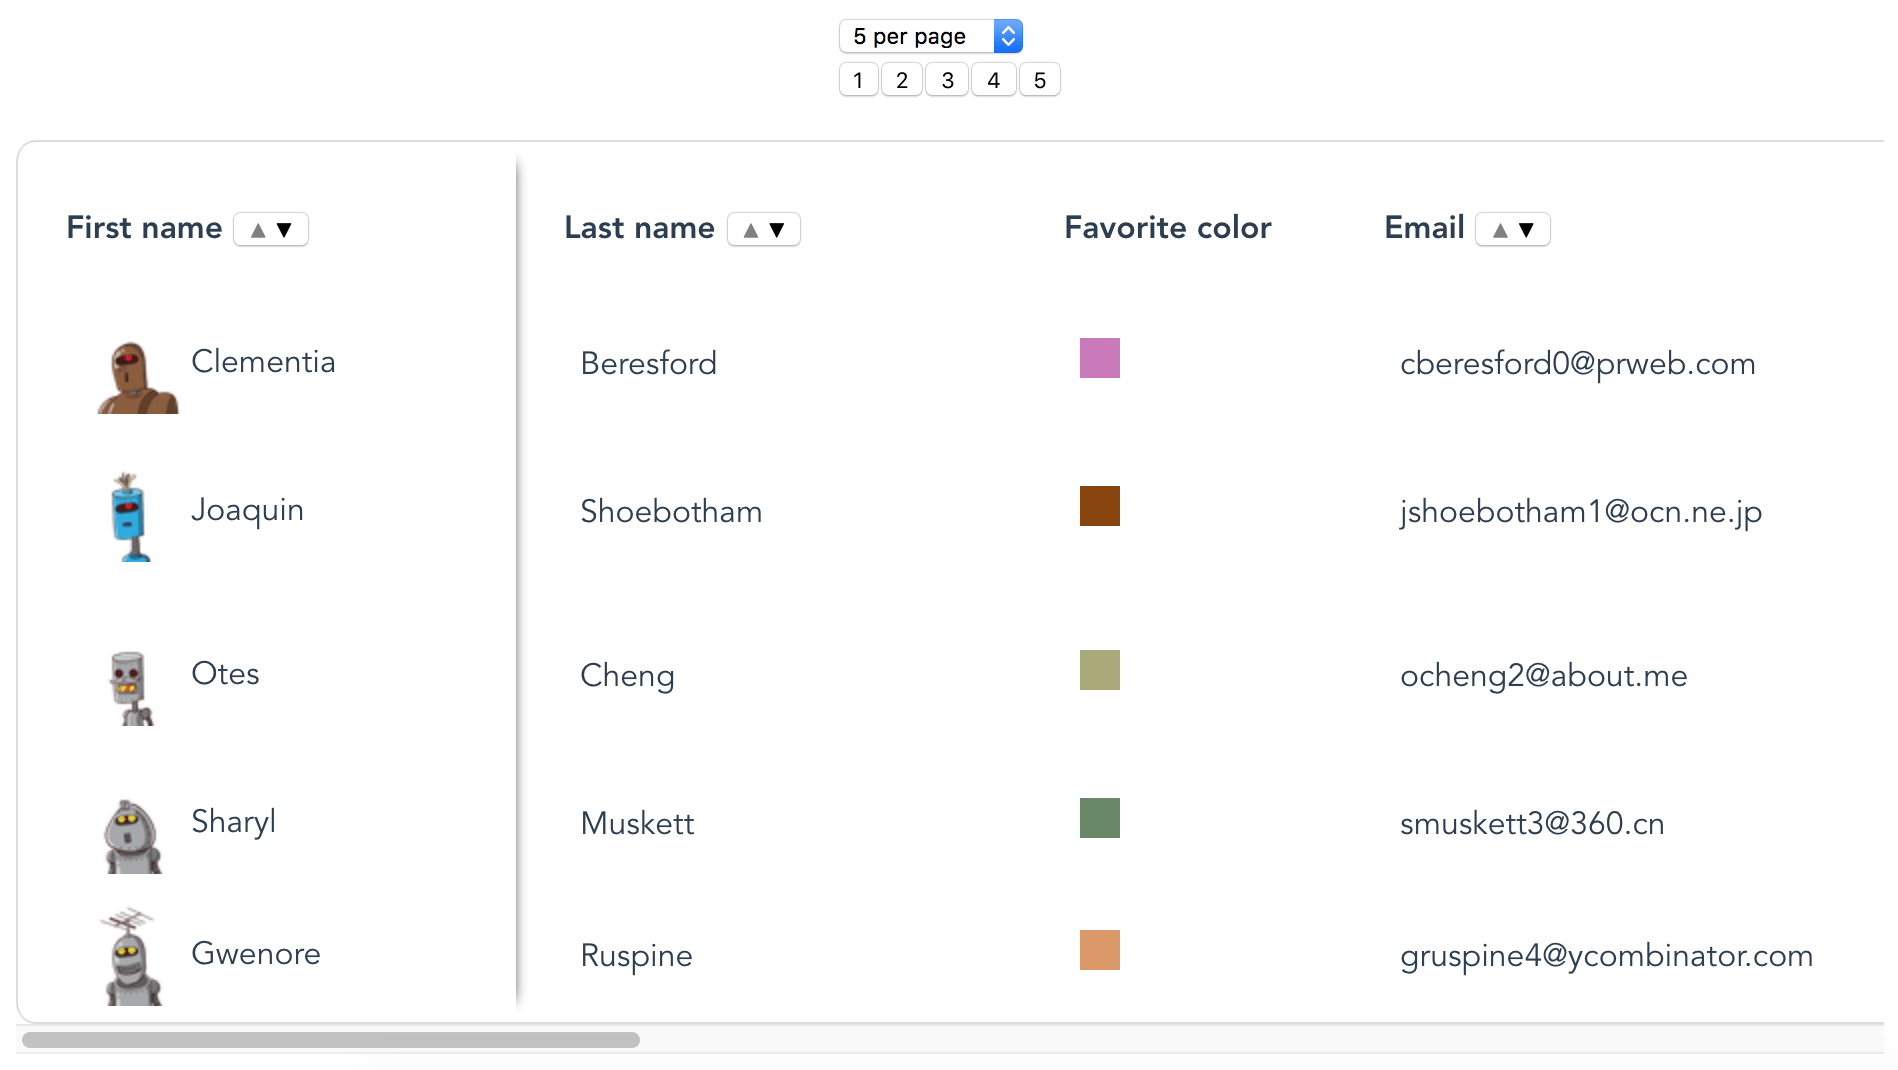 5 per page
1 2 3 4 5
First name ▲▼ Last name ▲▼ Favorite color Email ▲▼
Clementia Beresford cberesford0@prweb.com
Joaquin Shoebotham jshoebotham1@ocn.ne.jp
Otes Cheng ocheng2@about.me
Sharyl Muskett smuskett3@360.cn
Gwenore Ruspine gruspine4@ycombinator.com